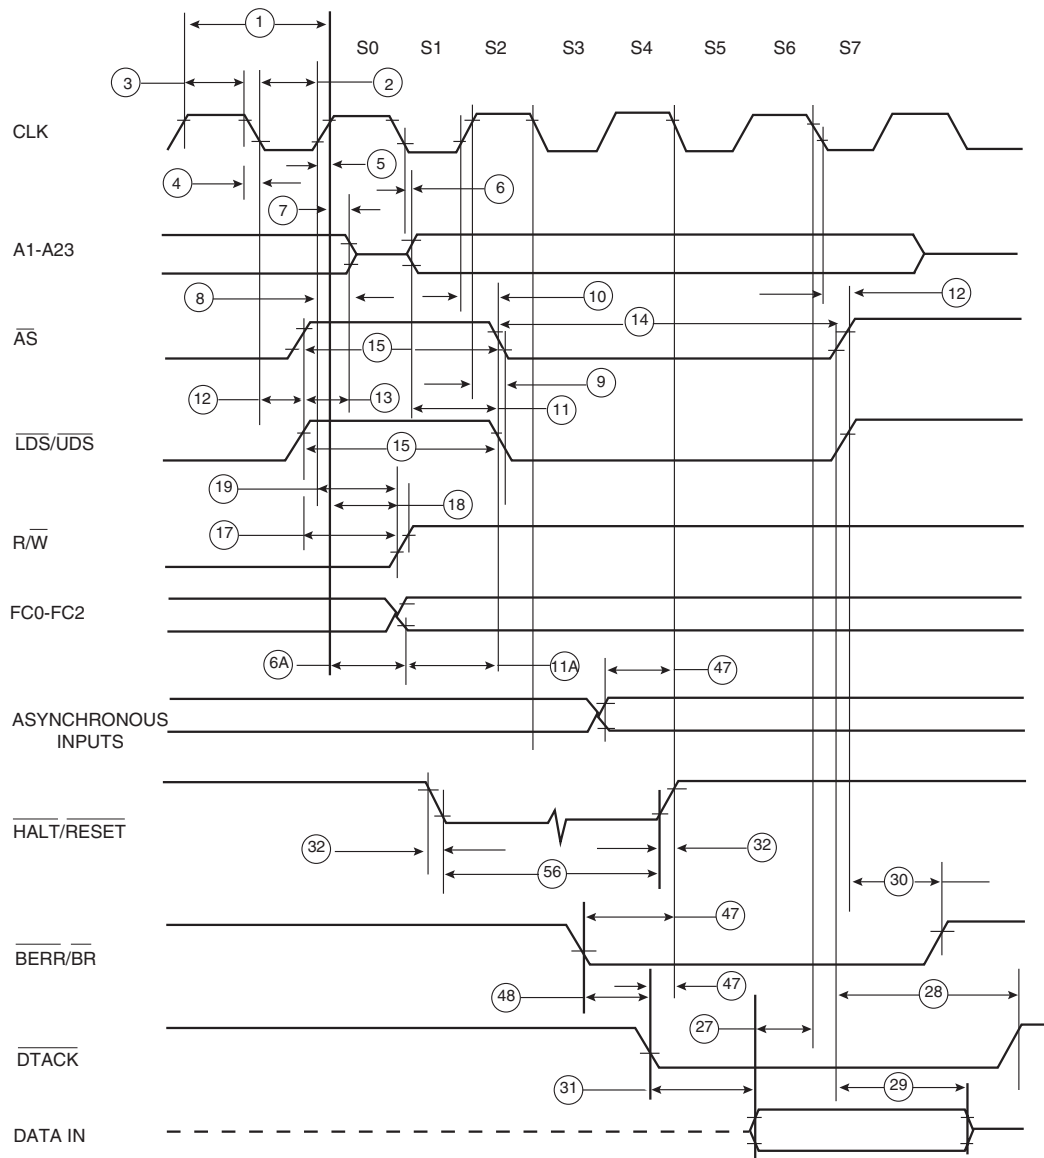 1
S0 S1 S2 S3 S4 S5 S6 S7
3 2
CLK
5
4 6
7
A1-A23
8 10 12
14
AS
15
9
12 13 11
LDS/UDS
15
19
18
17
R/W
FC0-FC2
6A 11A 47
ASYNCHRONOUS
INPUTS
HALT/RESET
32 32
56
30
47
BERR/BR
47
48 28
27
DTACK
31 29
DATA IN